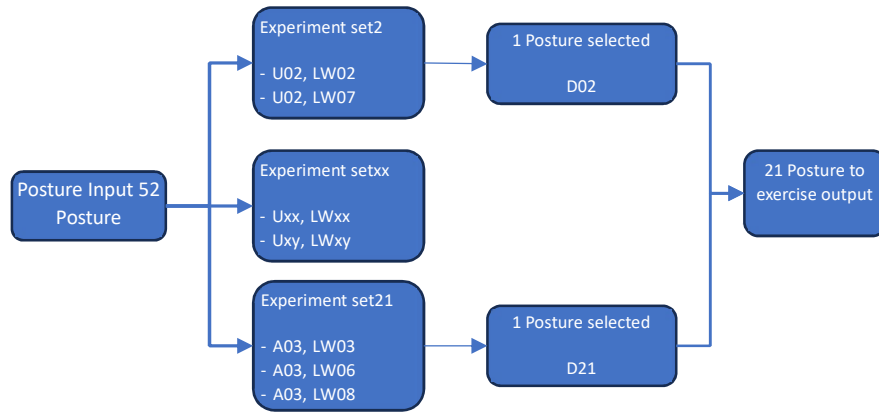 Posture Input 52
Posture
Experiment set2
- U02, LW02
- U02, LW07
Experiment setxx
- Uxx, LWxx
- Uxy, LWxy
Experiment set21
- A03, LW03
- A03, LW06
- A03, LW08
1 Posture selected
D02
1 Posture selected
D21
21 Posture to
exercise output